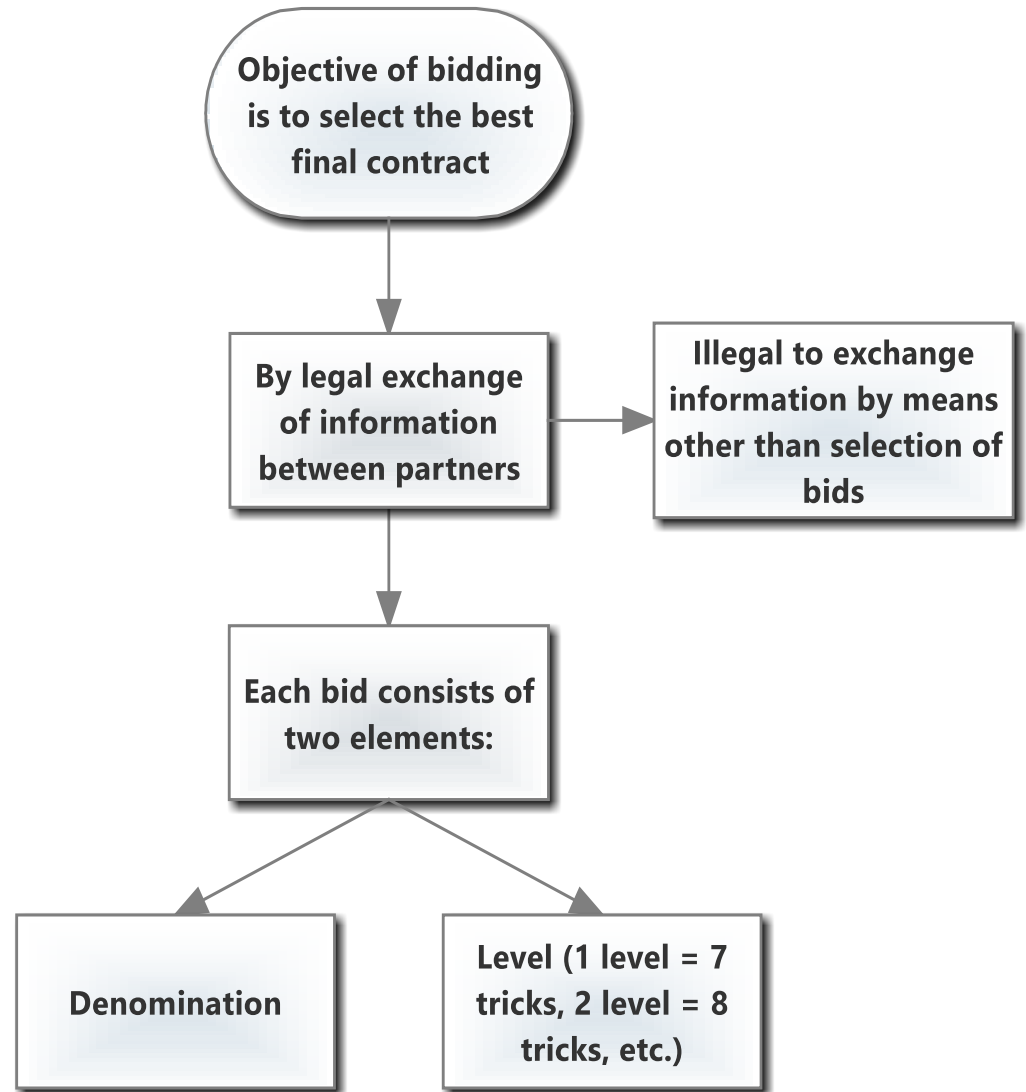 Objective of bidding
is to select the best
final contract
By legal exchange
of information
between partners
Illegal to exchange
information by means
other than selection of
bids
Each bid consists of
two elements:
Denomination
Level (1 level = 7
tricks, 2 level = 8
tricks, etc.)